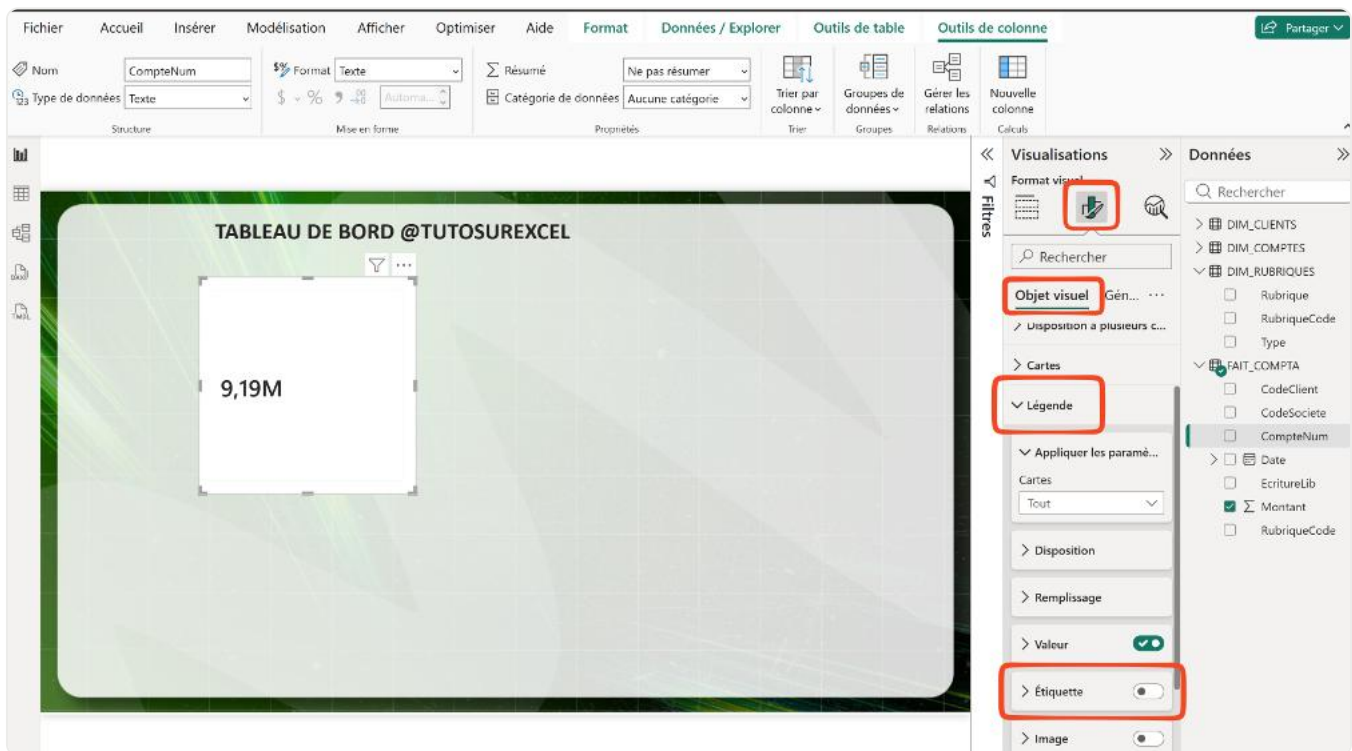 Fichier Accueil Insérer Modélisation Afficher Optimiser Aide Format Données / Explorer Outils de table Outils de colonne Partager
Nom CompteNum
Type de données Texte
Structure
Format Texte
$ % 9 Automa...
Mise en forme
Résumé Ne pas résumer
Catégorie de données Aucune catégorie
Propriétés
Trier par colonne
Trier
Groupes de données
Groupes
Gérer les relations
Relations
Nouvelle colonne
Calculs
TABLEAU DE BORD @TUTOSUREXCEL
9,19M
Filtres
Visualisations
Format visuel
Rechercher
Objet visuel Gén... ...
Disposition à plusieurs c...
Cartes
Légende
Appliquer les paramè...
Cartes
Tout
Disposition
Remplissage
Valeur
Étiquette
Image
Données
Rechercher
DIM_CLIENTS
DIM_COMPTES
DIM_RUBRIQUES
Rubrique
RubriqueCode
Type
FAIT_COMPTA
CodeClient
CodeSociete
CompteNum
Date
EcritureLib
Montant
RubriqueCode